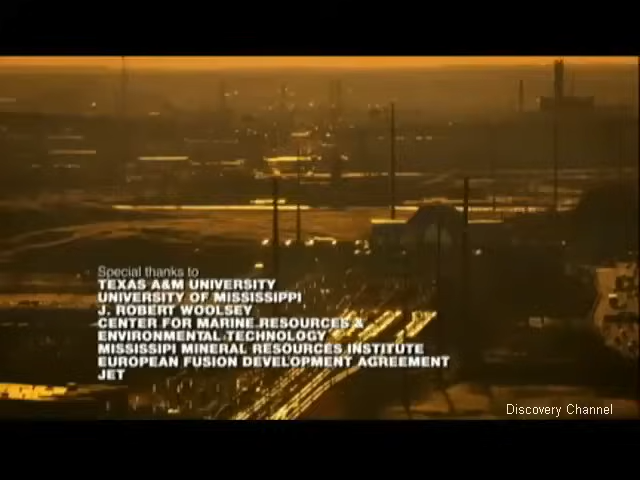 Special thanks to
TEXAS A&M UNIVERSITY
UNIVERSITY OF MISSISSIPPI
J. ROBERT WOOLSEY
CENTER FOR MARINE RESOURCES &
ENVIRONMENTAL TECHNOLOGY
MISSISSIPI MINERAL RESOURCES INSTITUTE
EUROPEAN FUSION DEVELOPMENT AGREEMENT
JET
Discovery Channel